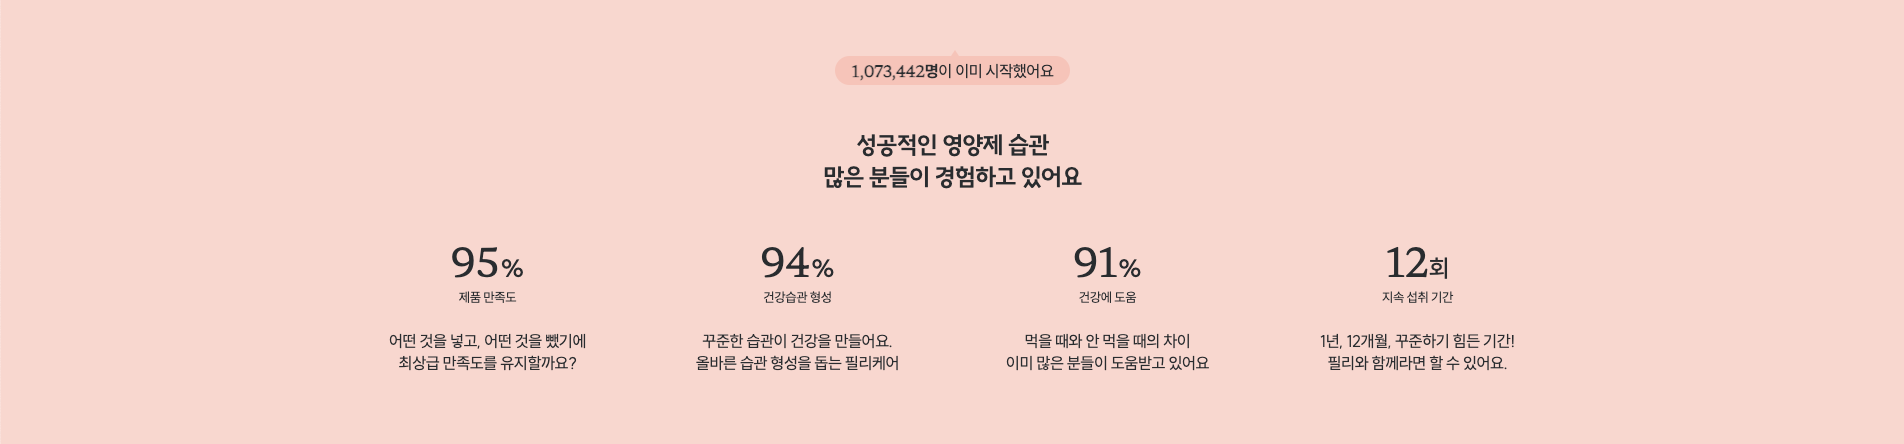 1,073,442명이 이미 시작했어요
성공적인 영양제 습관
많은 분들이 경험하고 있어요
95%
제품 만족도
어떤 것을 넣고, 어떤 것을 뺐기에
최상급 만족도를 유지할까요?
94%
건강습관 형성
꾸준한 습관이 건강을 만들어요.
올바른 습관 형성을 돕는 필리케어
91%
건강에 도움
먹을 때와 안 먹을 때의 차이
이미 많은 분들이 도움받고 있어요
12회
지속 섭취 기간
1년, 12개월, 꾸준하기 힘든 기간!
필리와 함께라면 할 수 있어요.